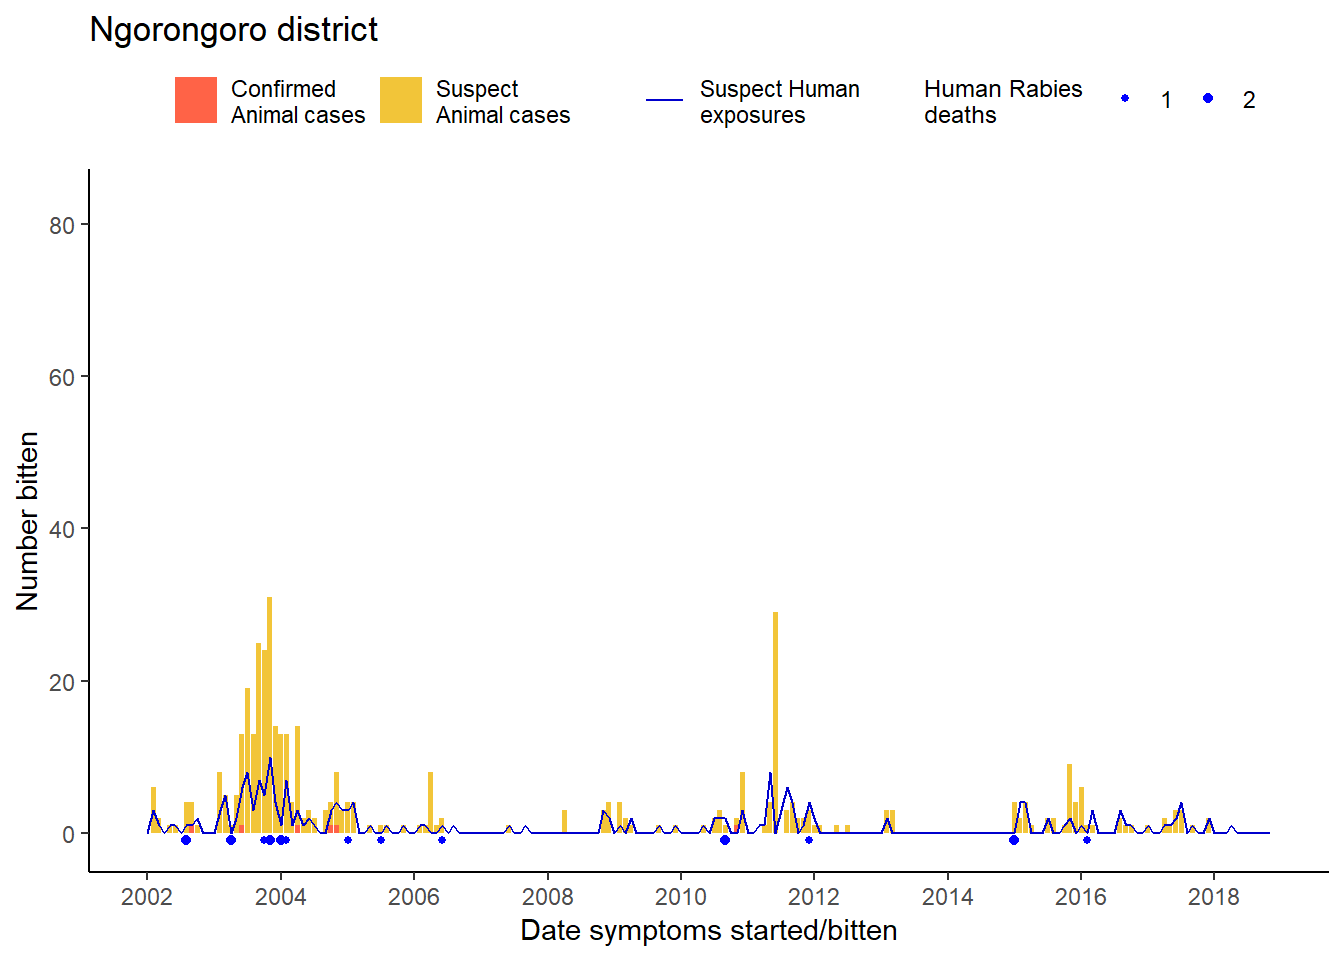 Ngorongoro district
Confirmed
Animal cases
Suspect
Animal cases
Suspect Human
exposures
Human Rabies
deaths
1
2
Number bitten
80
60
40
20
0
2002
2004
2006
2008
2010
2012
2014
2016
2018
Date symptoms started/bitten